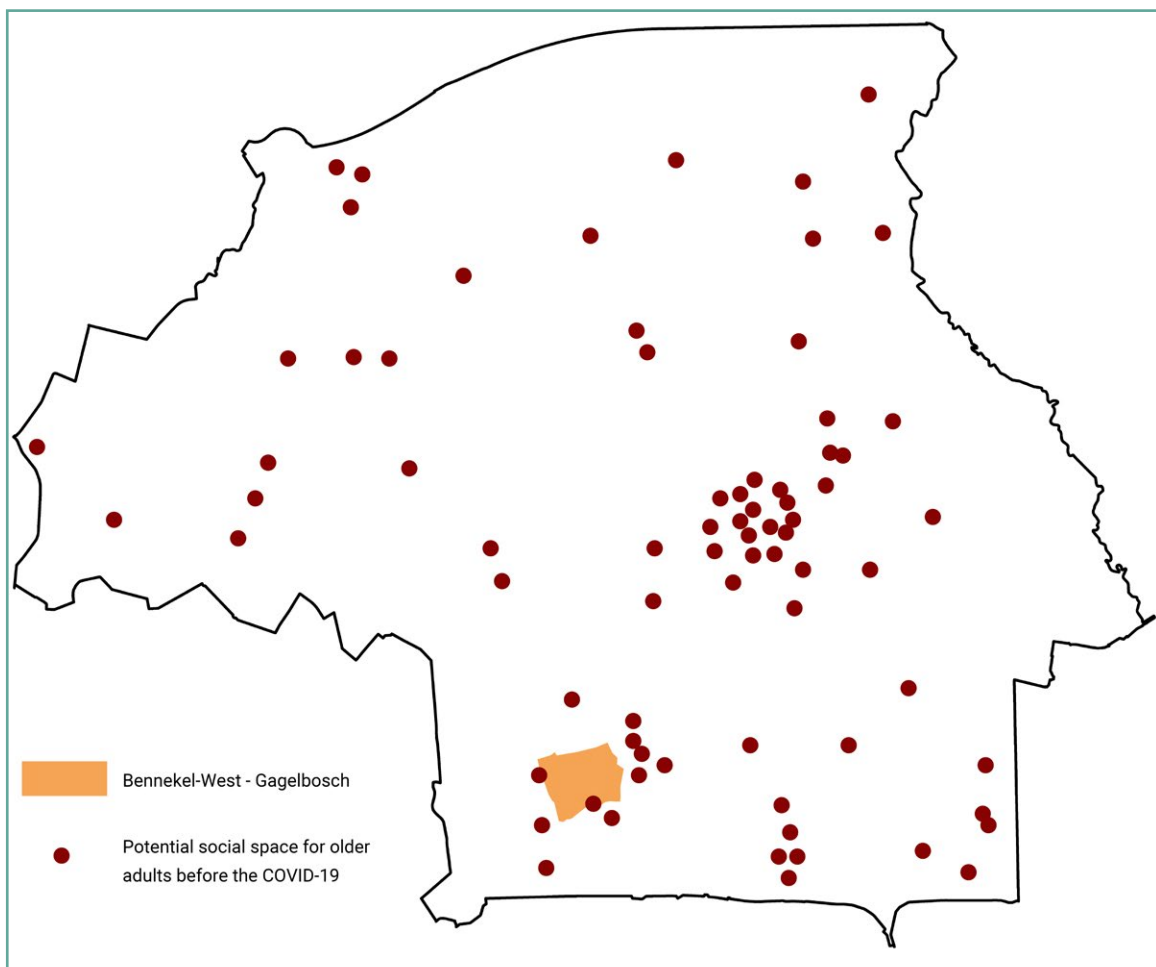 Bennekel-West - Gagelbosch
Potential social space for older
adults before the COVID-19